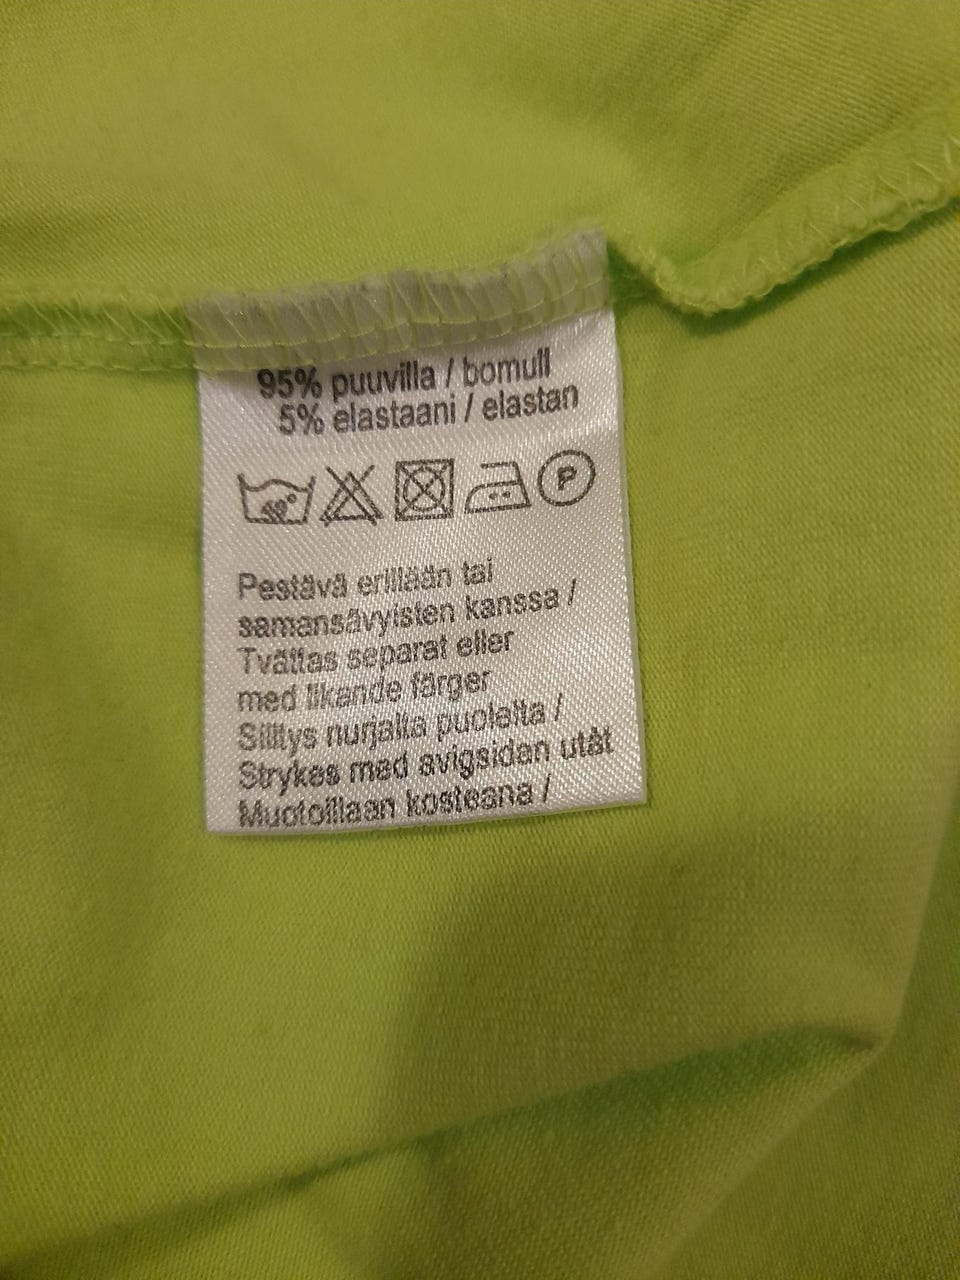 95% puuvilla / bomull
5% elastaani / elastan
40° P
Pestävä erillään tai
samansävyisten kanssa /
Tvättas separat eller
med likande färger
Silitys nurjalta puolelta /
Strykes med avigsidan utåt
Muotoillaan kosteana /